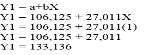 Y1 = a+bX
Y1 = 106,125 + 27,011X
Y1 = 106,125 + 27,011(1)
Y1 = 106,125 + 27,011
Y1 = 133,136